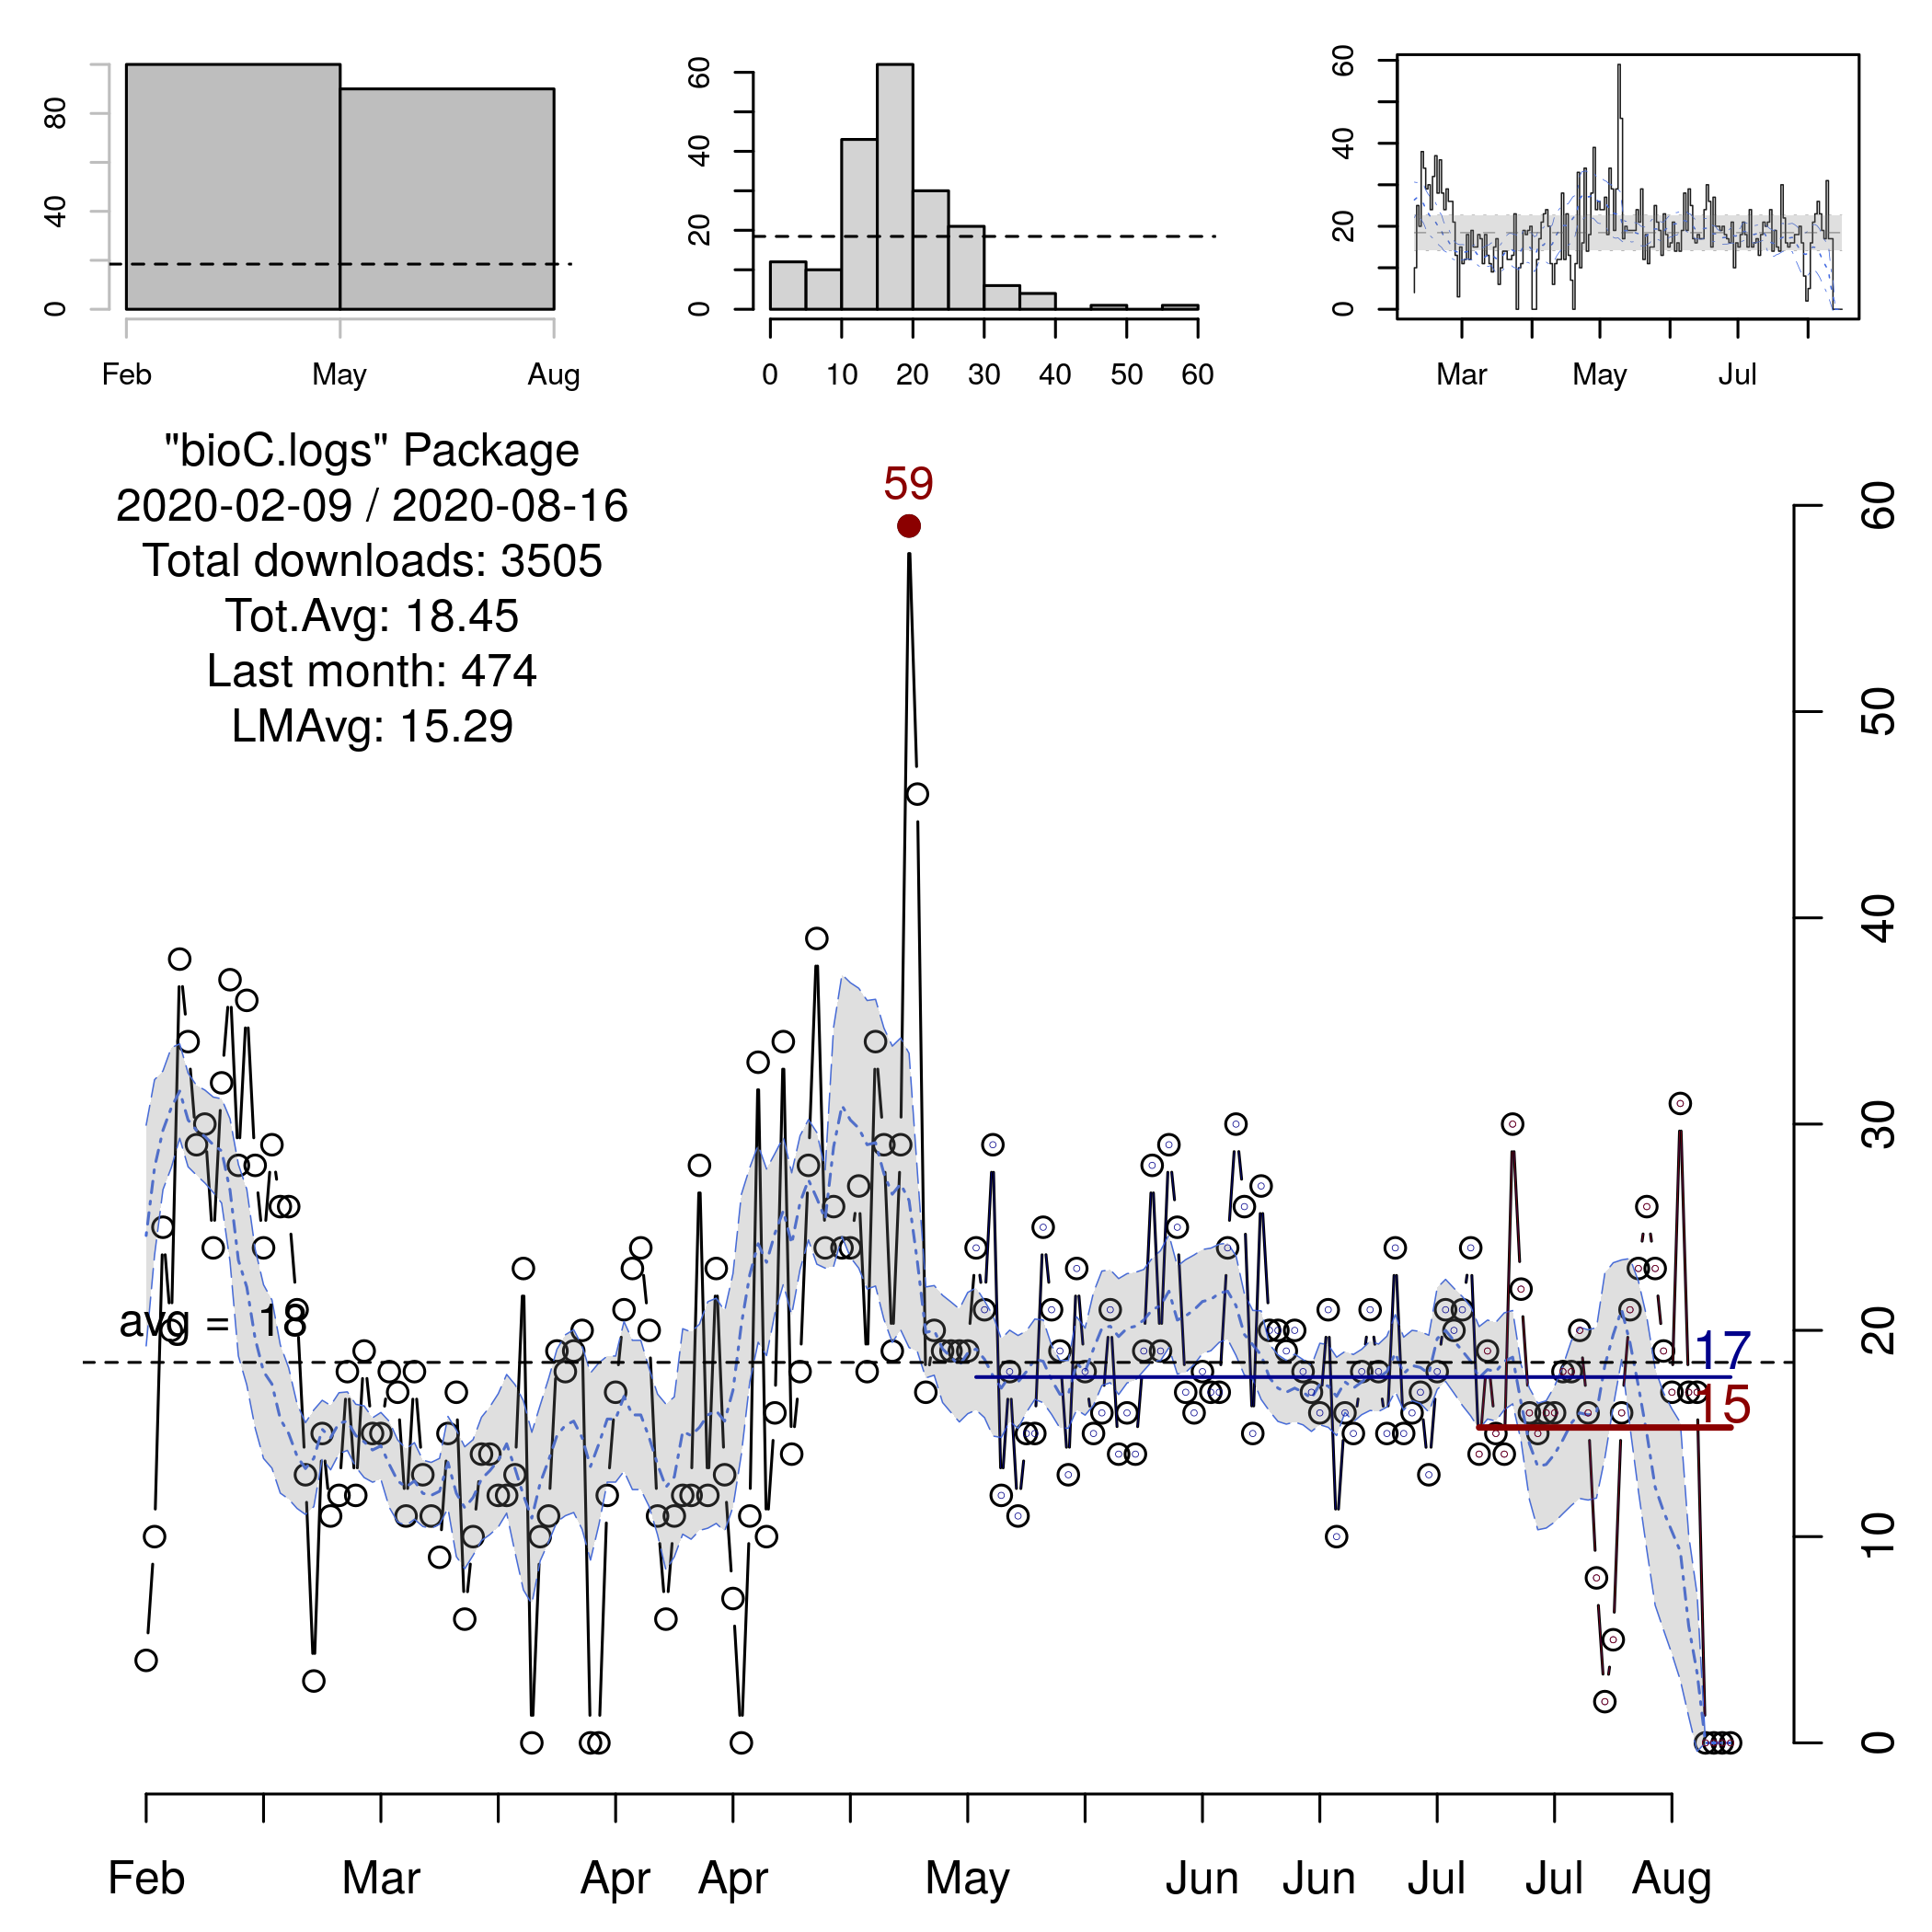 0 40 80
Feb May Aug
0 20 40 60
0 10 20 30 40 50 60
0 20 40 60
Mar May Jul
"bioC.logs" Package
2020-02-09 / 2020-08-16
Total downloads: 3505
Tot.Avg: 18.45
Last month: 474
LMAvg: 15.29
59
avg = 18
17
15
0 10 20 30 40 50 60
Feb Mar Apr Apr May Jun Jun Jul Jul Aug